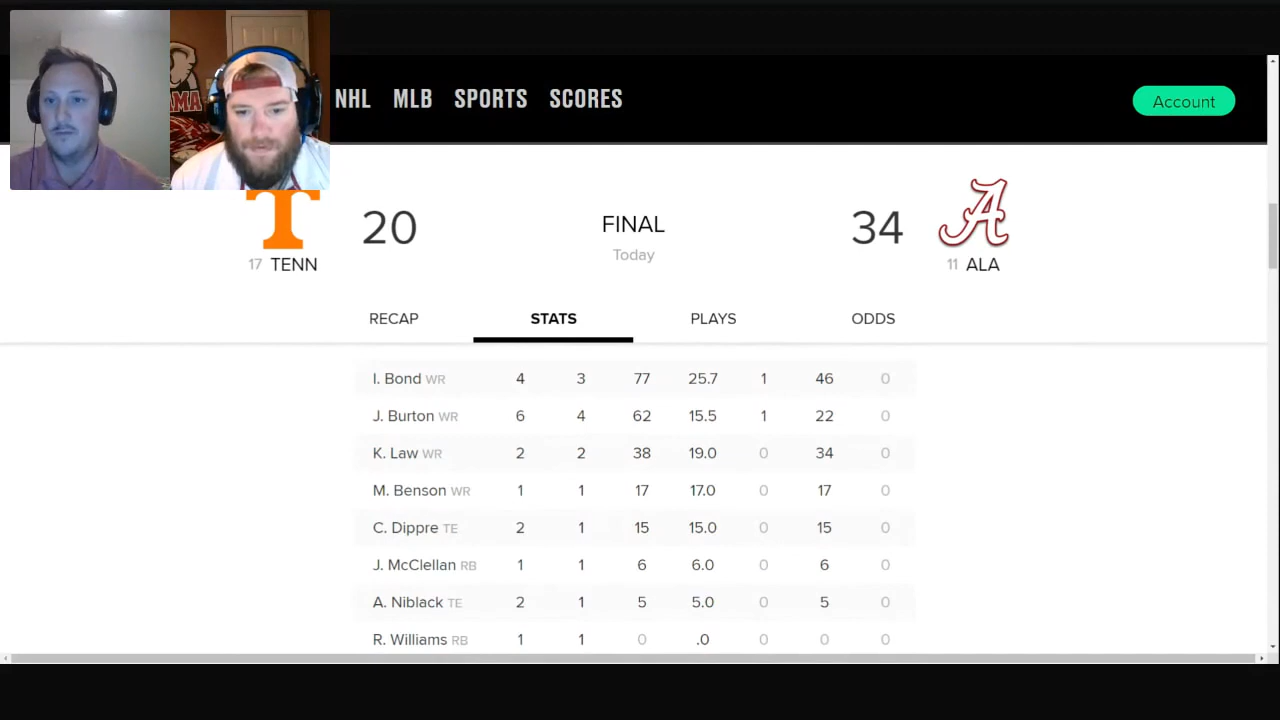 AMA
NHL MLB SPORTS SCORES
Account
T 20 FINAL 34 A
Today
17 TENN 11 ALA
RECAP STATS PLAYS ODDS
I. Bond WR 4 3 77 25.7 1 46 0
J. Burton WR 6 4 62 15.5 1 22 0
K. Law WR 2 2 38 19.0 0 34 0
M. Benson WR 1 1 17 17.0 0 17 0
C. Dippre TE 2 1 15 15.0 0 15 0
J. McClellan RB 1 1 6 6.0 0 6 0
A. Niblack TE 2 1 5 5.0 0 5 0
R. Williams RB 1 1 0 .0 0 0 0